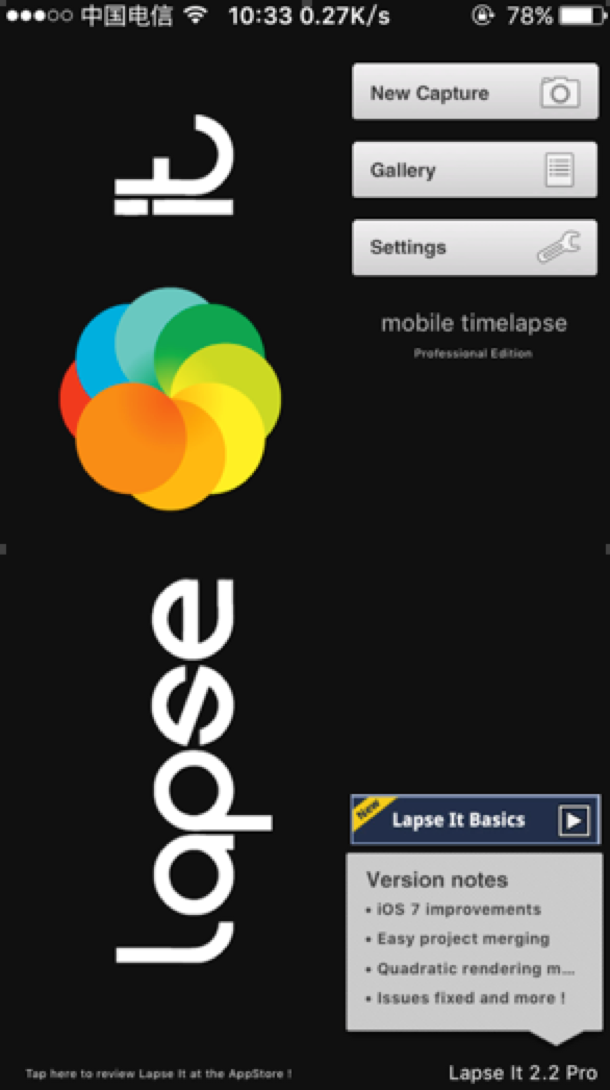 中国电信 10:33 0.27K/s 78%
New Capture
Gallery
Settings
mobile timelapse
Professional Edition
Lapse it
New
Lapse It Basics
Version notes
• iOS 7 improvements
• Easy project merging
• Quadratic rendering m...
• Issues fixed and more !
Tap here to review Lapse It at the AppStore !
Lapse It 2.2 Pro